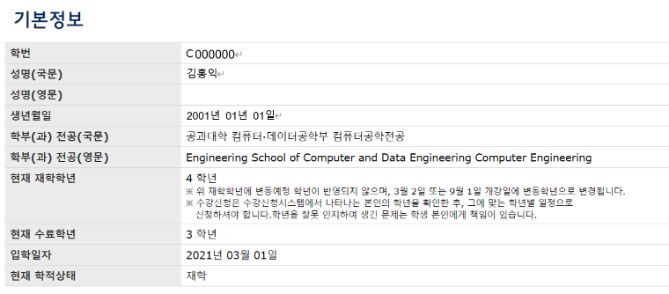 기본정보
학번 C000000↵
성명(국문) 김홍익↵
성명(영문)
생년월일 2001년 01년 01일↵
학부(과) 전공(국문) 공과대학 컴퓨터·데이터공학부 컴퓨터공학전공
학부(과) 전공(영문) Engineering School of Computer and Data Engineering Computer Engineering
현재 재학학년 4 학년
※ 위 재학학년에 변동예정 학년이 반영되지 않으며, 3월 2일 또는 9월 1일 개강일에 변동학년으로 변경됩니다.
※ 수강신청은 수강신청시스템에서 나타나는 본인의 학년을 확인한 후, 그에 맞는 학년별 일정으로
신청하셔야 합니다.학년을 잘못 인지하여 생긴 문제는 학생 본인에게 책임이 있습니다.
현재 수료학년 3 학년
입학일자 2021년 03월 01일
현재 학적상태 재학